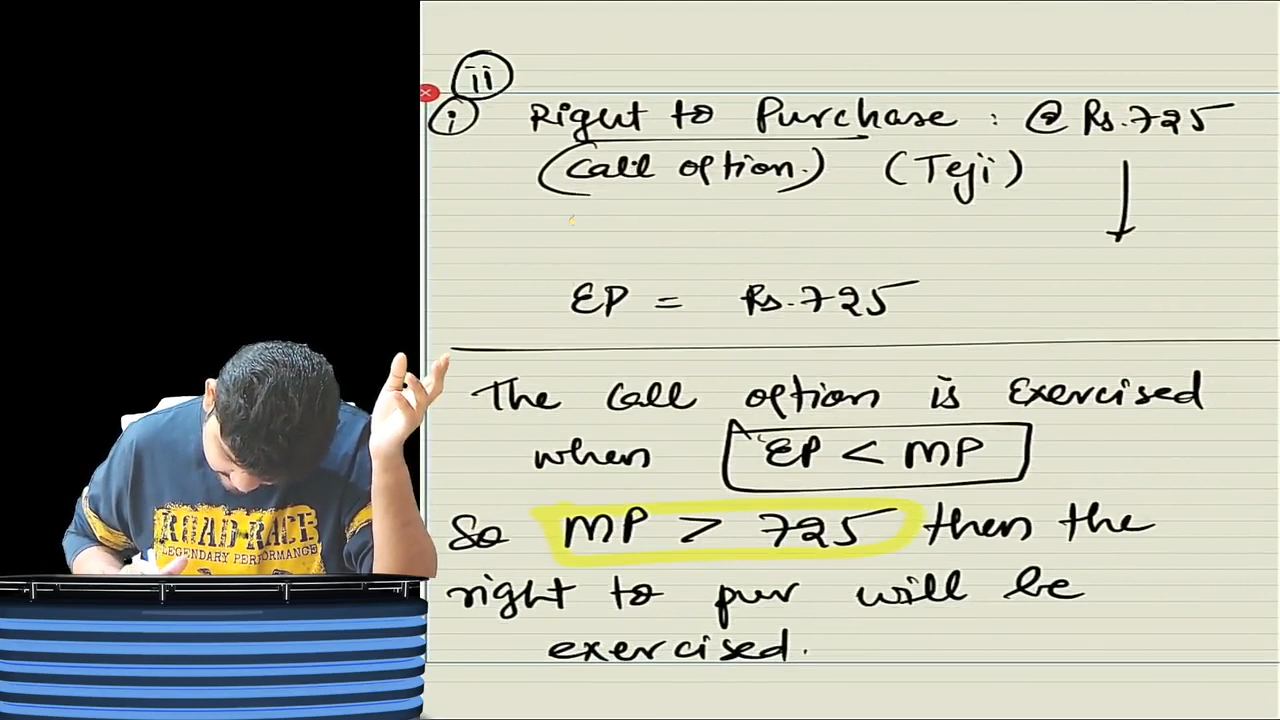 ii
i Right to Purchase : @ Rs.725
(Call option.) (Teji)
EP = Rs.725
The Call option is Exercised
when EP < MP
So MP > 725 then the
right to pur will be
exercised.
ROAD-RACE
LEGENDARY PERFORMANCE